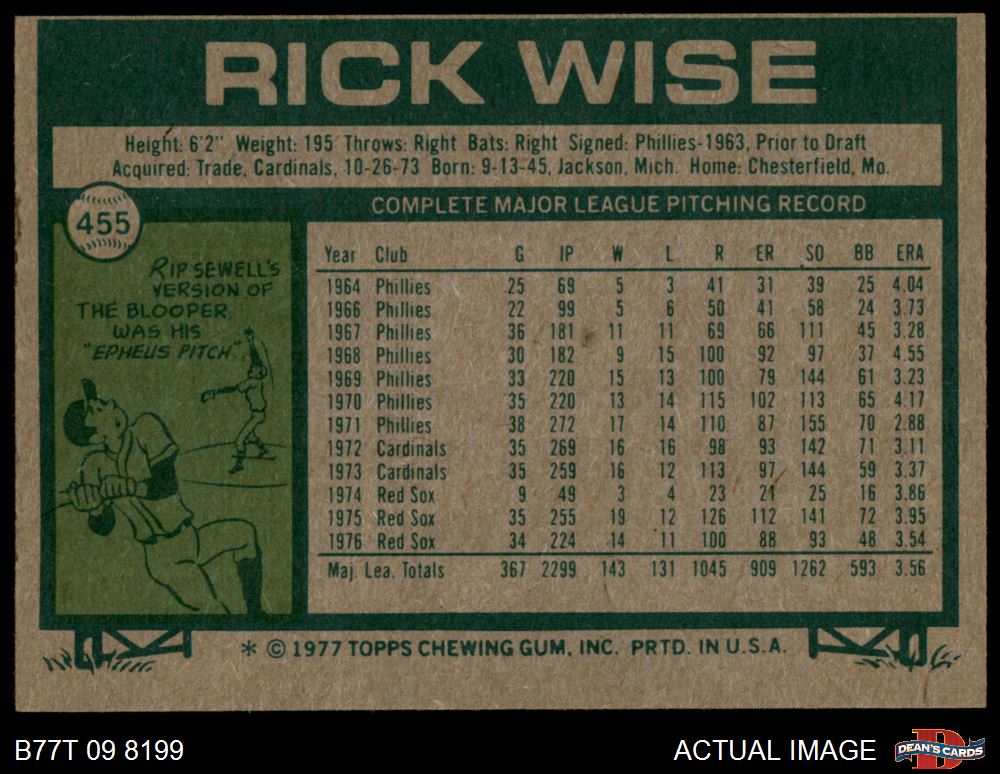 RICK WISE
Height: 6'2" Weight: 195 Throws: Right Bats: Right Signed: Phillies-1963, Prior to Draft
Acquired: Trade, Cardinals, 10-26-73 Born: 9-13-45, Jackson, Mich. Home: Chesterfield, Mo.
455
RIP SEWELL'S
VERSION OF
THE BLOOPER
WAS HIS
"EPHEUS PITCH".
COMPLETE MAJOR LEAGUE PITCHING RECORD
Year Club G IP W L R ER SO BB ERA
1964 Phillies 25 69 5 3 41 31 39 25 4.04
1966 Phillies 22 99 5 6 50 41 58 24 3.73
1967 Phillies 36 181 11 11 69 66 111 45 3.28
1968 Phillies 30 182 9 15 100 92 97 37 4.55
1969 Phillies 33 220 15 13 100 79 144 61 3.23
1970 Phillies 35 220 13 14 115 102 113 65 4.17
1971 Phillies 38 272 17 14 110 87 155 70 2.88
1972 Cardinals 35 269 16 16 98 93 142 71 3.11
1973 Cardinals 35 259 16 12 113 97 144 59 3.37
1974 Red Sox 9 49 3 4 23 21 25 16 3.86
1975 Red Sox 35 255 19 12 126 112 141 72 3.95
1976 Red Sox 34 224 14 11 100 88 93 48 3.54
Maj. Lea. Totals 367 2299 143 131 1045 909 1262 593 3.56
* © 1977 TOPPS CHEWING GUM, INC. PRTD. IN U.S.A.
B77T 09 8199
ACTUAL IMAGE
DEAN'S CARDS